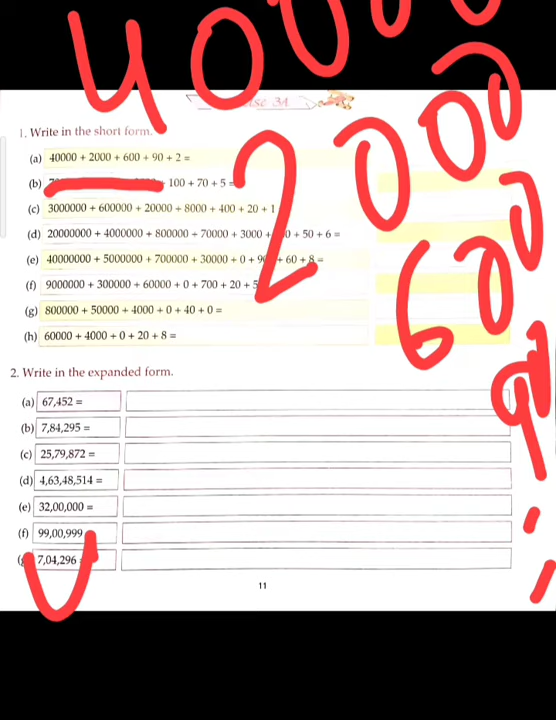 40000
2000
600
90
3A
1. Write in the short form.
(a) 40000 + 2000 + 600 + 90 + 2 =
(b) + 100 + 70 + 5 =
(c) 3000000 + 600000 + 20000 + 8000 + 400 + 20 + 1
(d) 20000000 + 4000000 + 800000 + 70000 + 3000 + 0 + 50 + 6 =
(e) 40000000 + 5000000 + 700000 + 30000 + 0 + + 60 + 8 =
(f) 9000000 + 300000 + 60000 + 0 + 700 + 20 + 5
(g) 800000 + 50000 + 4000 + 0 + 40 + 0 =
(h) 60000 + 4000 + 0 + 20 + 8 =
2. Write in the expanded form.
(a) 67,452 =
(b) 7,84,295 =
(c) 25,79,872 =
(d) 4,63,48,514 =
(e) 32,00,000 =
(f) 99,00,999
7,04,296 =
11